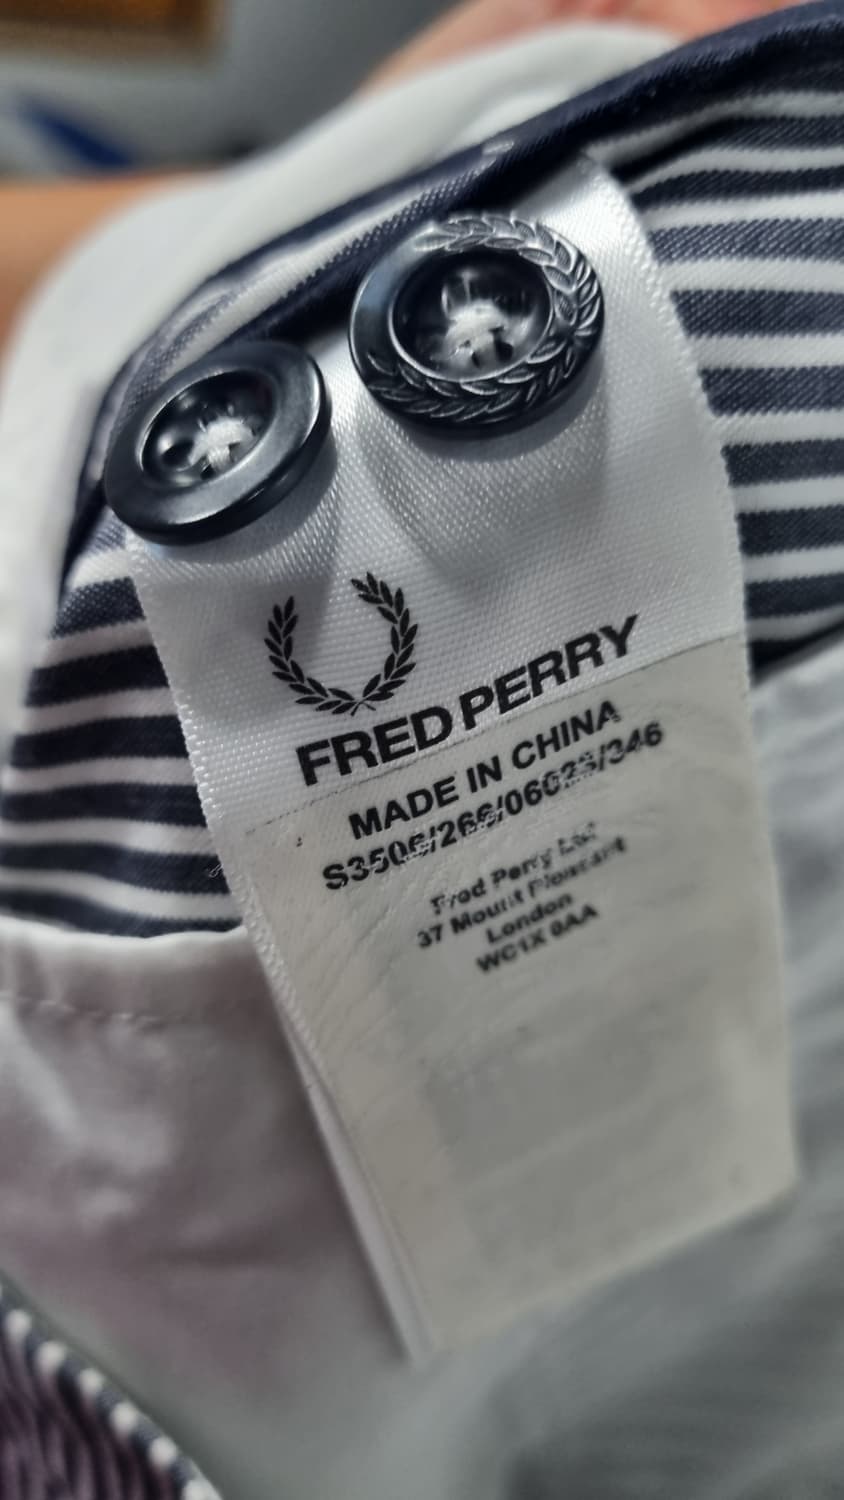 FRED PERRY
MADE IN CHINA
Fred Perry Ltd
37 Mount Pleasant
London
WC1X 0AA